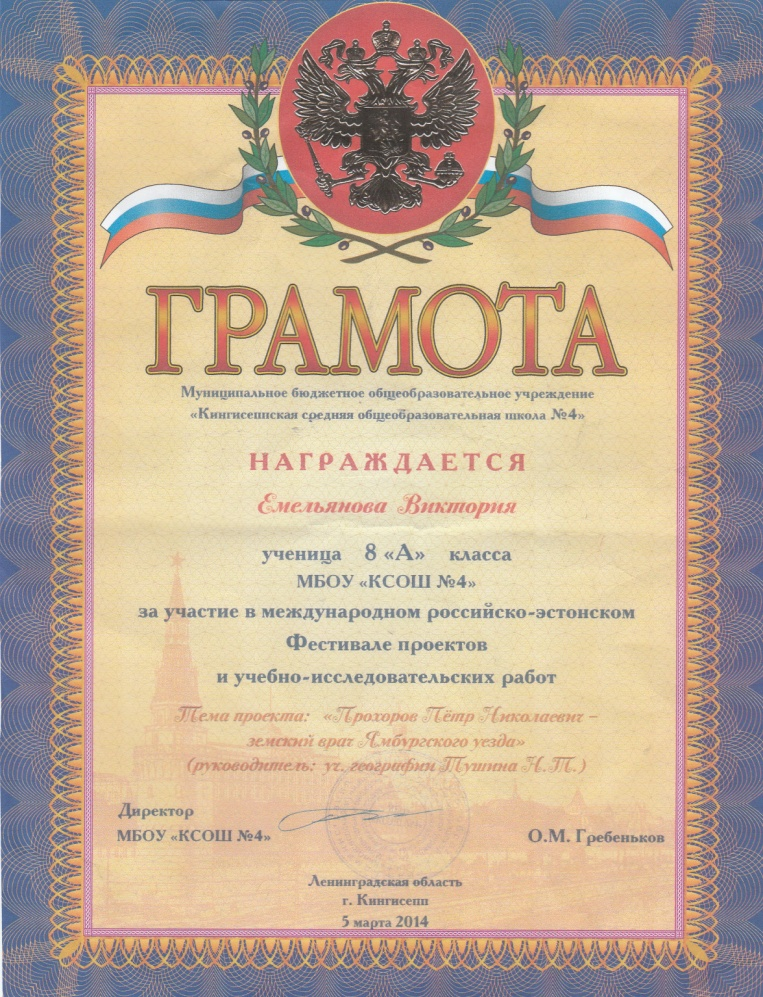 ГРАМОТА
Муниципальное бюджетное общеобразовательное учреждение
«Кингисеппская средняя общеобразовательная школа №4»
НАГРАЖДАЕТСЯ
Емельянова Виктория
ученица 8 «А» класса
МБОУ «КСОШ №4»
за участие в международном российско-эстонском
Фестивале проектов
и учебно-исследовательских работ
Тема проекта: «Прохоров Пётр Николаевич –
земский врач Ямбургского уезда»
(руководитель: уч. географии Тушина Н.Т.)
Директор
МБОУ «КСОШ №4» О.М. Гребеньков
Ленинградская область
г. Кингисепп
5 марта 2014